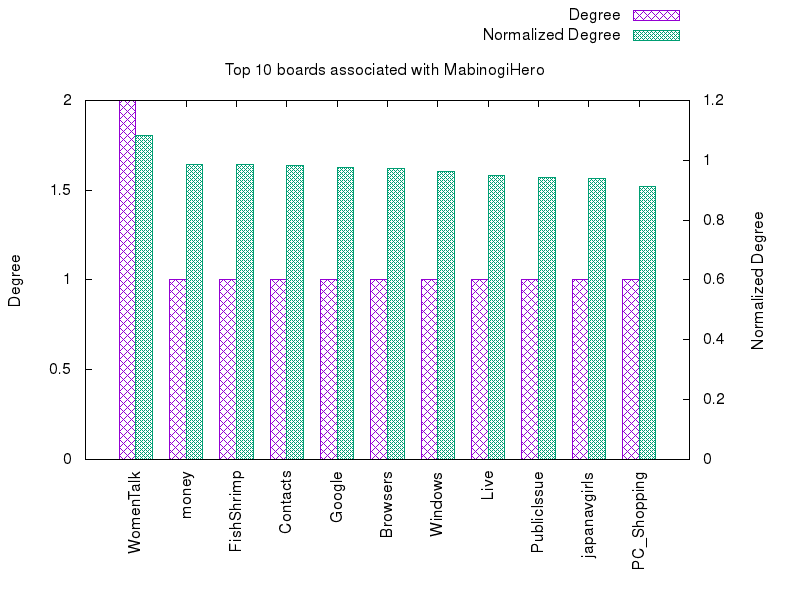 Degree
Normalized Degree
Top 10 boards associated with MabinogiHero
2
1.5
1
0.5
0
1.2
1
0.8
0.6
0.4
0.2
0
Degree
Normalized Degree
WomenTalk
money
FishShrimp
Contacts
Google
Browsers
Windows
Live
PublicIssue
japanavgirls
PC_Shopping